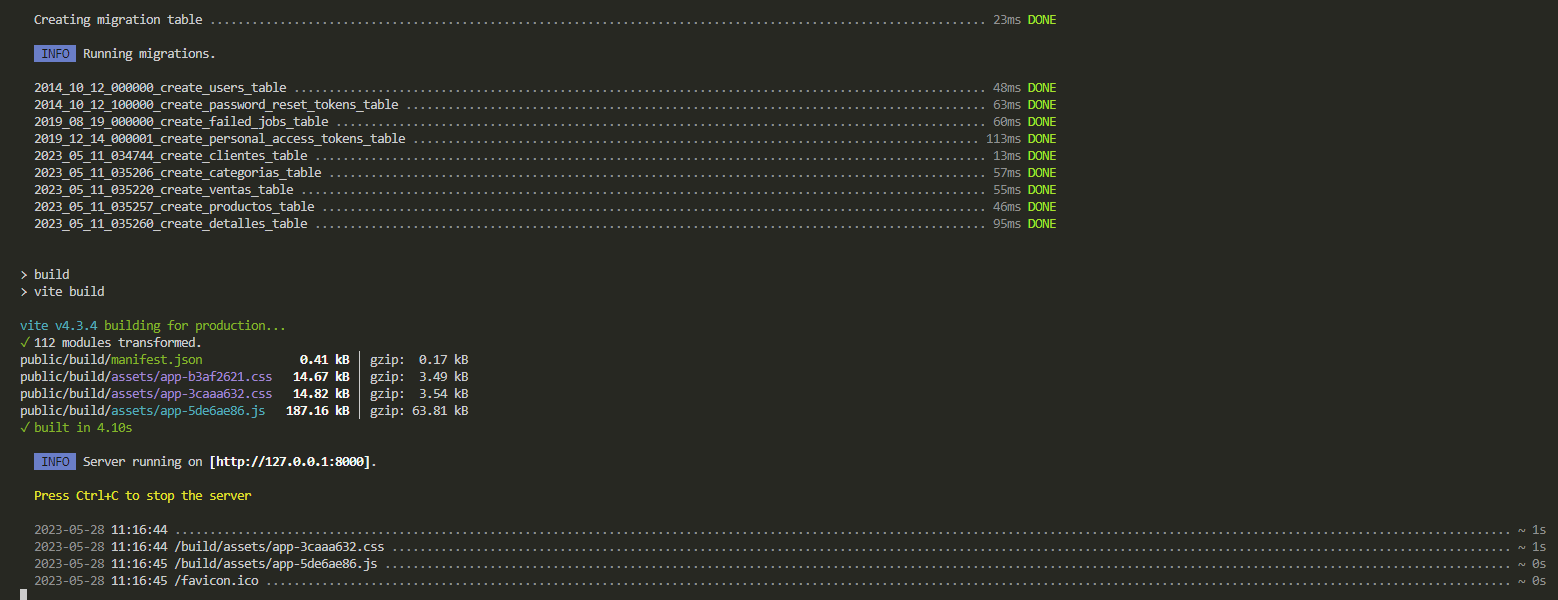 Creating migration table ............................................................................................................... 23ms DONE
INFO Running migrations.
2014_10_12_000000_create_users_table ................................................................................................... 48ms DONE
2014_10_12_100000_create_password_reset_tokens_table ................................................................................... 63ms DONE
2019_08_19_000000_create_failed_jobs_table ............................................................................................. 60ms DONE
2019_12_14_000001_create_personal_access_tokens_table ................................................................................. 113ms DONE
2023_05_11_034744_create_clientes_table ................................................................................................ 13ms DONE
2023_05_11_035206_create_categorias_table .............................................................................................. 57ms DONE
2023_05_11_035220_create_ventas_table .................................................................................................. 55ms DONE
2023_05_11_035257_create_productos_table ............................................................................................... 46ms DONE
2023_05_11_035260_create_detalles_table ................................................................................................ 95ms DONE
> build
> vite build
vite v4.3.4 building for production...
✓ 112 modules transformed.
public/build/manifest.json 0.41 kB │ gzip: 0.17 kB
public/build/assets/app-b3af2621.css 14.67 kB │ gzip: 3.49 kB
public/build/assets/app-3caaa632.css 14.82 kB │ gzip: 3.54 kB
public/build/assets/app-5de6ae86.js 187.16 kB │ gzip: 63.81 kB
✓ built in 4.10s
INFO Server running on [http://127.0.0.1:8000].
Press Ctrl+C to stop the server
2023-05-28 11:16:44 ............................................................................................................................................................................................... ~ 1s
2023-05-28 11:16:44 /build/assets/app-3caaa632.css ................................................................................................................................................................ ~ 1s
2023-05-28 11:16:45 /build/assets/app-5de6ae86.js ................................................................................................................................................................. ~ 0s
2023-05-28 11:16:45 /favicon.ico .................................................................................................................................................................................. ~ 0s